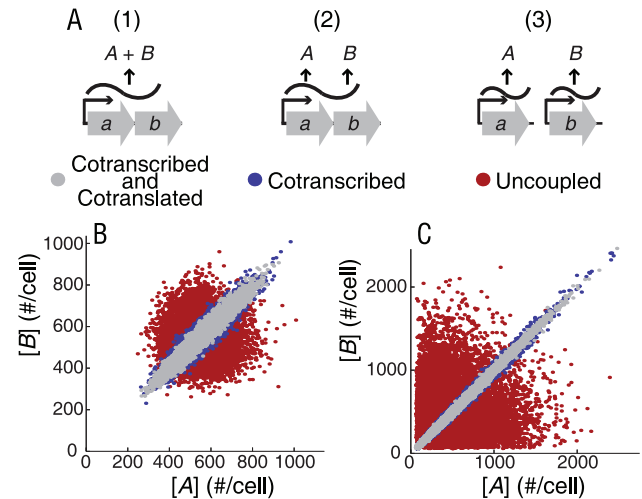 A
(1)
(2)
(3)
A + B
A B
A
B
a
b
a
b
a
b
Cotranscribed
and
Cotranslated
Cotranscribed
Uncoupled
B
1000
800
600
400
200
0
0 200 400 600 800 1000
[B] (#/cell)
[A] (#/cell)
C
2000
1000
0
0 1000 2000
[B] (#/cell)
[A] (#/cell)